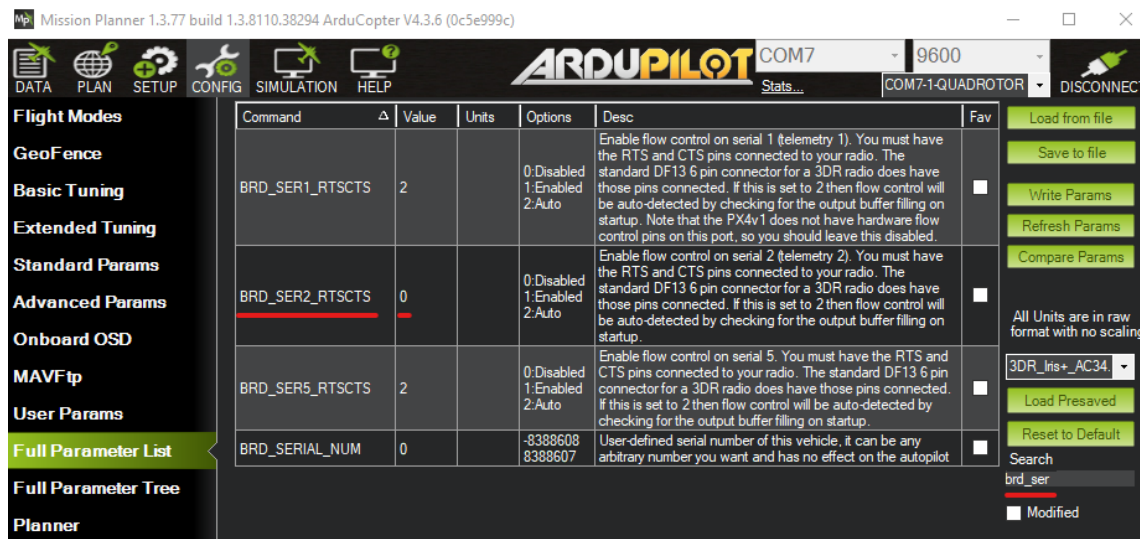 Mp Mission Planner 1.3.77 build 1.3.8110.38294 ArduCopter V4.3.6 (0c5e999c)
DATA PLAN SETUP CONFIG SIMULATION HELP
ARDUPILOT
COM7 9600
Stats... COM7-1-QUADROTOR DISCONNEC
Flight Modes
GeoFence
Basic Tuning
Extended Tuning
Standard Params
Advanced Params
Onboard OSD
MAVFtp
User Params
Full Parameter List
Full Parameter Tree
Planner
Command Value Units Options Desc Fav
BRD_SER1_RTSCTS 2
0:Disabled
1:Enabled
2:Auto
Enable flow control on serial 1 (telemetry 1). You must have
the RTS and CTS pins connected to your radio. The
standard DF13 6 pin connector for a 3DR radio does have
those pins connected. If this is set to 2 then flow control will
be auto-detected by checking for the output buffer filling on
startup. Note that the PX4v1 does not have hardware flow
control pins on this port, so you should leave this disabled.
BRD_SER2_RTSCTS 0
0:Disabled
1:Enabled
2:Auto
Enable flow control on serial 2 (telemetry 2). You must have
the RTS and CTS pins connected to your radio. The
standard DF13 6 pin connector for a 3DR radio does have
those pins connected. If this is set to 2 then flow control will
be auto-detected by checking for the output buffer filling on
startup.
BRD_SER5_RTSCTS 2
0:Disabled
1:Enabled
2:Auto
Enable flow control on serial 5. You must have the RTS and
CTS pins connected to your radio. The standard DF13 6 pin
connector for a 3DR radio does have those pins connected.
If this is set to 2 then flow control will be auto-detected by
checking for the output buffer filling on startup.
BRD_SERIAL_NUM 0
-8388608
8388607
User-defined serial number of this vehicle, it can be any
arbitrary number you want and has no effect on the autopilot
Load from file
Save to file
Write Params
Refresh Params
Compare Params
All Units are in raw
format with no scaling
3DR_Iris+_AC34.
Load Presaved
Reset to Default
Search
brd_ser
Modified